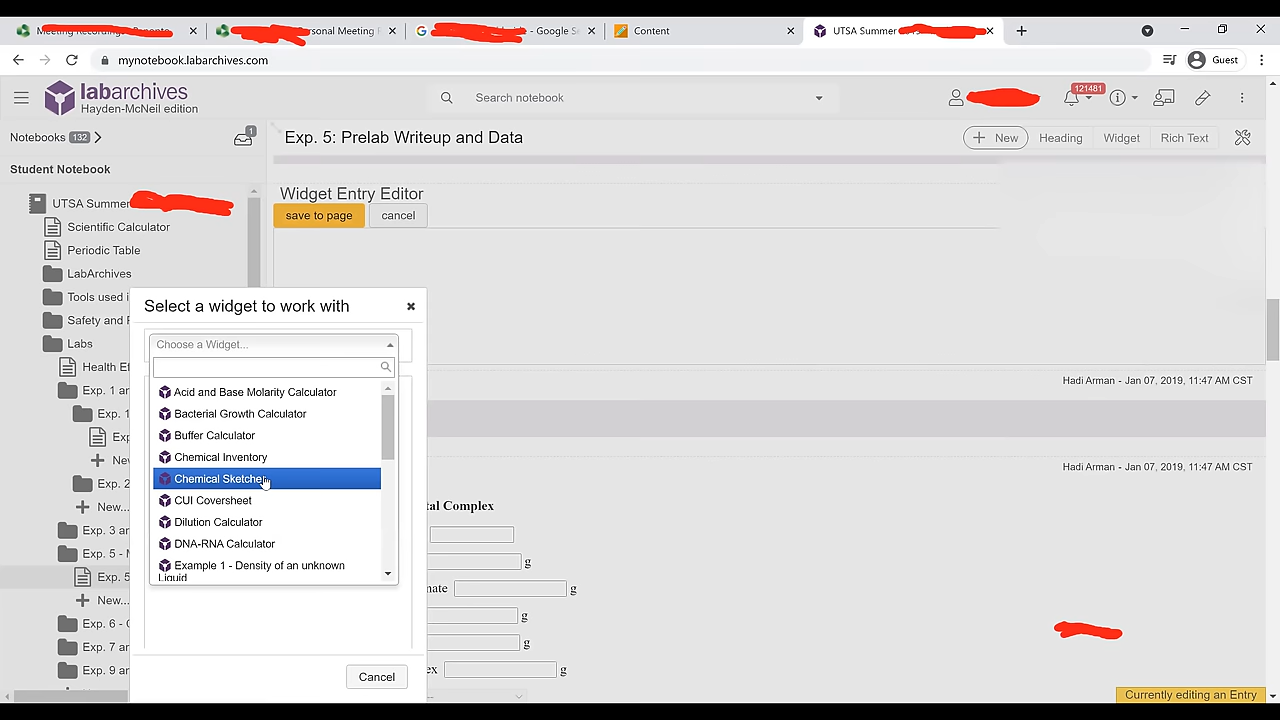 Content
UTSA Summer
mynotebook.labarchives.com
Guest
labarchives
Hayden-McNeil edition
Search notebook
121481
Notebooks 132
1
Exp. 5: Prelab Writeup and Data
New
Heading
Widget
Rich Text
Student Notebook
UTSA Summer
Scientific Calculator
Periodic Table
LabArchives
Tools used i
Safety and
Labs
Health Ef
Exp. 1 ar
Exp. 1
Exp
Nev
Exp. 2
New...
Exp. 3 ar
Exp. 5 - M
Exp. 5
New...
Exp. 6 - C
Exp. 7 ar
Exp. 9 ar
Widget Entry Editor
save to page
cancel
Select a widget to work with
Choose a Widget...
Acid and Base Molarity Calculator
Bacterial Growth Calculator
Buffer Calculator
Chemical Inventory
Chemical Sketcher
CUI Coversheet
Dilution Calculator
DNA-RNA Calculator
Example 1 - Density of an unknown
Liquid
Cancel
Hadi Arman - Jan 07, 2019, 11:47 AM CST
Hadi Arman - Jan 07, 2019, 11:47 AM CST
tal Complex
g
nate g
g
g
ex g
Currently editing an Entry